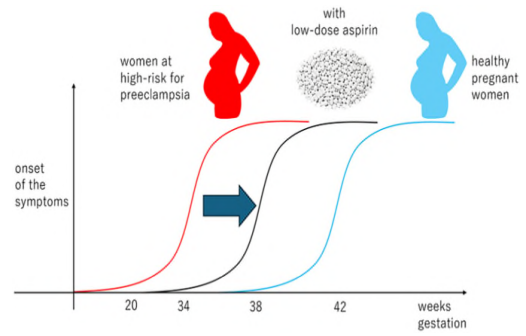 with
low-dose aspirin
women at
high-risk for
preeclampsia
healthy
pregnant
women
onset
of the
symptoms
20 34 38 42 weeks
gestation